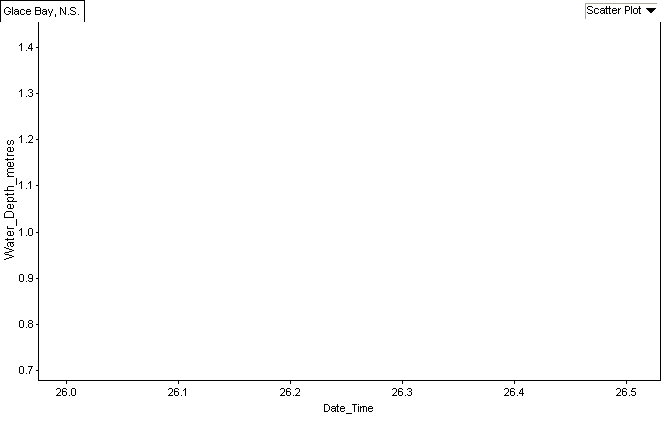 Glace Bay, N.S.
Scatter Plot
Water_Depth_metres
1.4
1.3
1.2
1.1
1.0
0.9
0.8
0.7
26.0 26.1 26.2 26.3 26.4 26.5
Date_Time